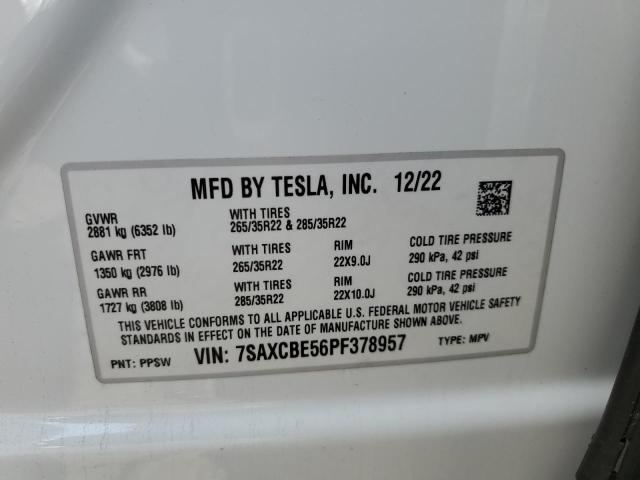 MFD BY TESLA, INC. 12/22
GVWR
2881 kg (6352 lb)
WITH TIRES
265/35R22 & 285/35R22
GAWR FRT
1350 kg (2976 lb)
WITH TIRES
265/35R22
RIM
22X9.0J
COLD TIRE PRESSURE
290 kPa, 42 psi
GAWR RR
1727 kg (3808 lb)
WITH TIRES
285/35R22
RIM
22X10.0J
COLD TIRE PRESSURE
290 kPa, 42 psi
THIS VEHICLE CONFORMS TO ALL APPLICABLE U.S. FEDERAL MOTOR VEHICLE SAFETY
STANDARDS IN EFFECT ON THE DATE OF MANUFACTURE SHOWN ABOVE.
PNT: PPSW VIN: 7SAXCBE56PF378957 TYPE: MPV